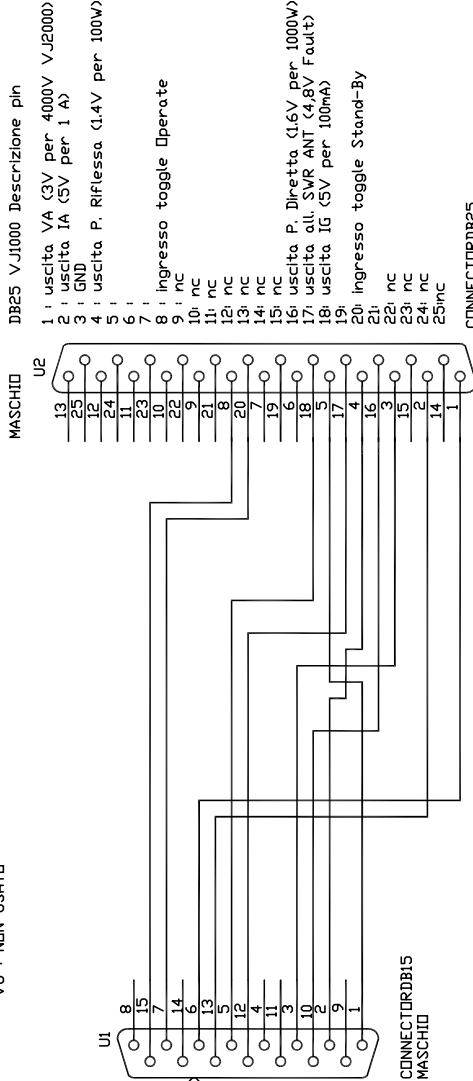 DB25 VJ1000 Descrizione pin
1 : uscita VA (3V per 4000V VJ2000)
2 : uscita IA (5V per 1 A)
3 : GND
4 : uscita P. Riflessa (1.4V per 100W)
5 :
6 :
7 :
8 : ingresso toggle Operate
9 : nc
10: nc
11: nc
12: nc
13: nc
14: nc
15: nc
16: uscita P. Diretta (1.6V per 1000W)
17: uscita all. SWR ANT (4,8V Fault)
18: uscita IG (5V per 100mA)
19:
20: ingresso toggle Stand-By
21:
22: nc
23: nc
24: nc
25:nc
CONNECTORDB25
MASCHIO
U2
13
25
12
24
11
23
10
22
9
21
8
20
7
19
6
18
5
17
4
16
3
15
2
14
1
NON USATO
U1
8
15
7
14
6
13
5
12
4
11
3
10
2
9
1
CONNECTORDB15
MASCHIO